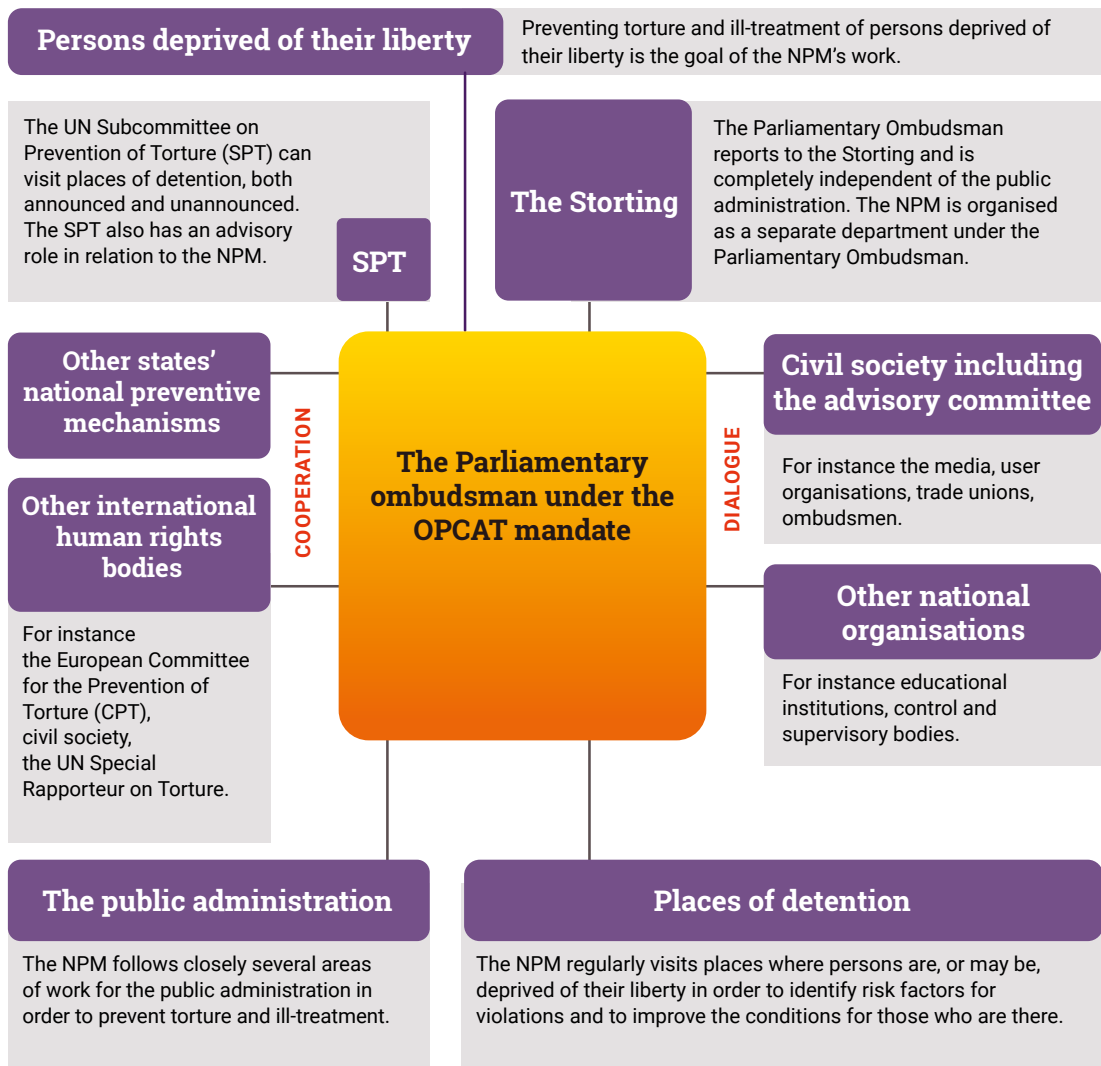 Persons deprived of their liberty
Preventing torture and ill-treatment of persons deprived of
their liberty is the goal of the NPM's work.
The UN Subcommittee on
Prevention of Torture (SPT) can
visit places of detention, both
announced and unannounced.
The SPT also has an advisory
role in relation to the NPM.
SPT
The Storting
The Parliamentary Ombudsman
reports to the Storting and is
completely independent of the public
administration. The NPM is organised
as a separate department under the
Parliamentary Ombudsman.
Other states’
national preventive
mechanisms
Other international
human rights
bodies
For instance
the European Committee
for the Prevention of
Torture (CPT),
civil society,
the UN Special
Rapporteur on Torture.
COOPERATION
The Parliamentary
ombudsman under the
OPCAT mandate
DIALOGUE
Civil society including
the advisory committee
For instance the media, user
organisations, trade unions,
ombudsmen.
Other national
organisations
For instance educational
institutions, control and
supervisory bodies.
The public administration
The NPM follows closely several areas
of work for the public administration in
order to prevent torture and ill-treatment.
Places of detention
The NPM regularly visits places where persons are, or may be,
deprived of their liberty in order to identify risk factors for
violations and to improve the conditions for those who are there.